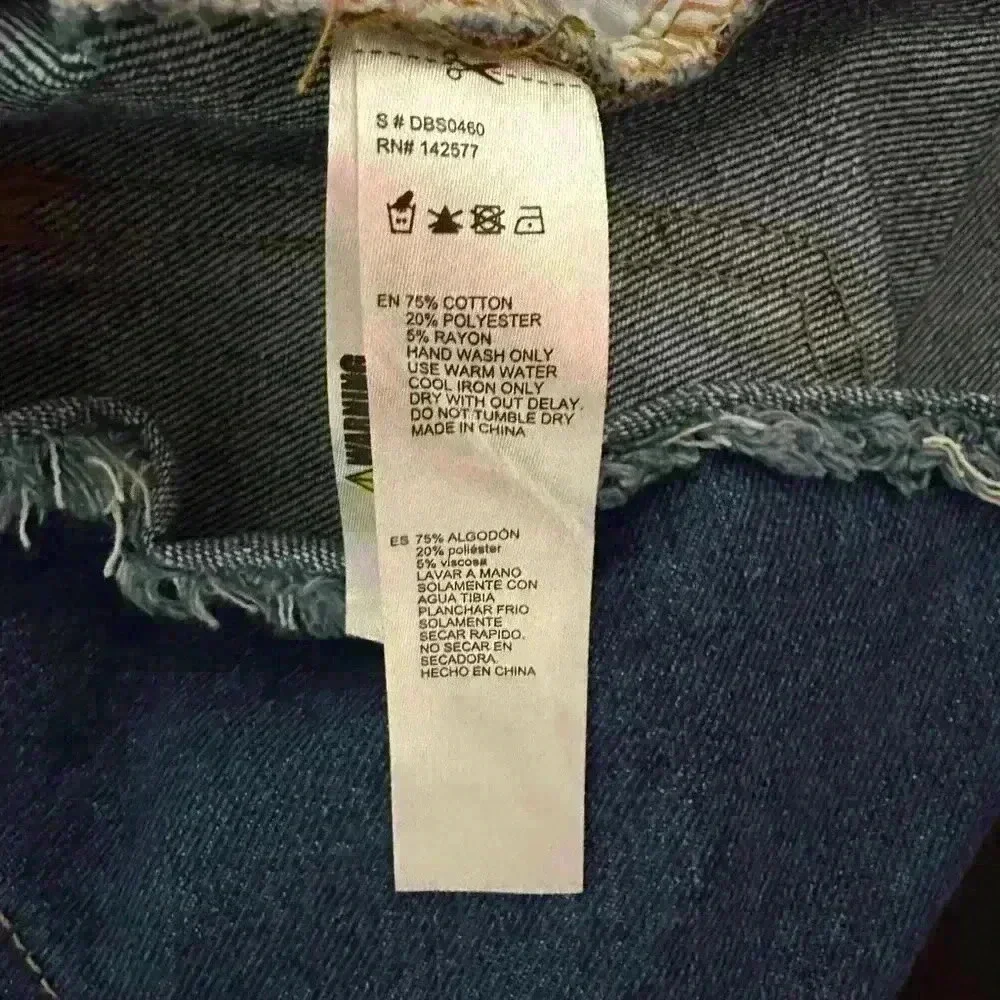 S # DBS0460
RN# 142577
EN 75% COTTON
20% POLYESTER
5% RAYON
HAND WASH ONLY
USE WARM WATER
COOL IRON ONLY
DRY WITH OUT DELAY.
DO NOT TUMBLE DRY
MADE IN CHINA
WARNING
ES 75% ALGODÓN
20% poliéster
5% viscosa
LAVAR A MANO
SOLAMENTE CON
AGUA TIBIA
PLANCHAR FRIO
SOLAMENTE
SECAR RAPIDO.
NO SECAR EN
SECADORA.
HECHO EN CHINA